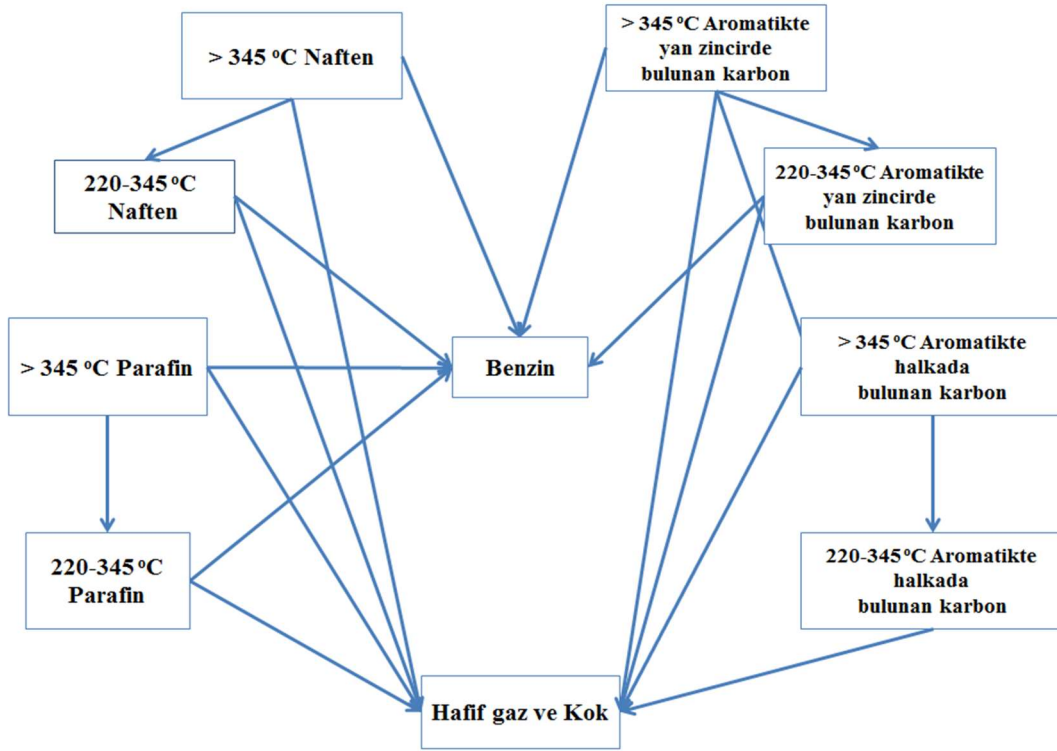 > 345 ºC Naften
> 345 ºC Aromatikte
yan zincirde
bulunan karbon
220-345 ºC
Naften
220-345 ºC Aromatikte
yan zincirde
bulunan karbon
> 345 ºC Parafin
Benzin
> 345 ºC Aromatikte
halkada
bulunan karbon
220-345 ºC
Parafin
220-345 ºC Aromatikte
halkada
bulunan karbon
Hafif gaz ve Kok